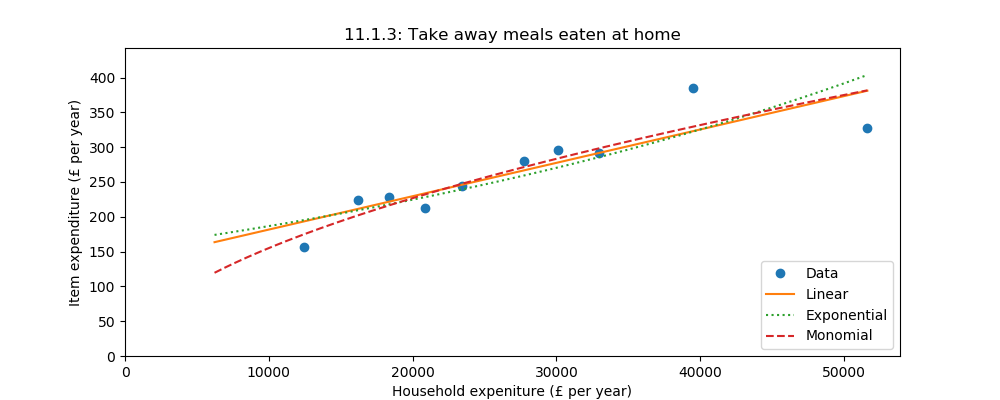 11.1.3: Take away meals eaten at home
Item expenditure (£ per year)
400
350
300
250
200
150
100
50
0
0 10000 20000 30000 40000 50000
Household expeniture (£ per year)
Data
Linear
Exponential
Monomial